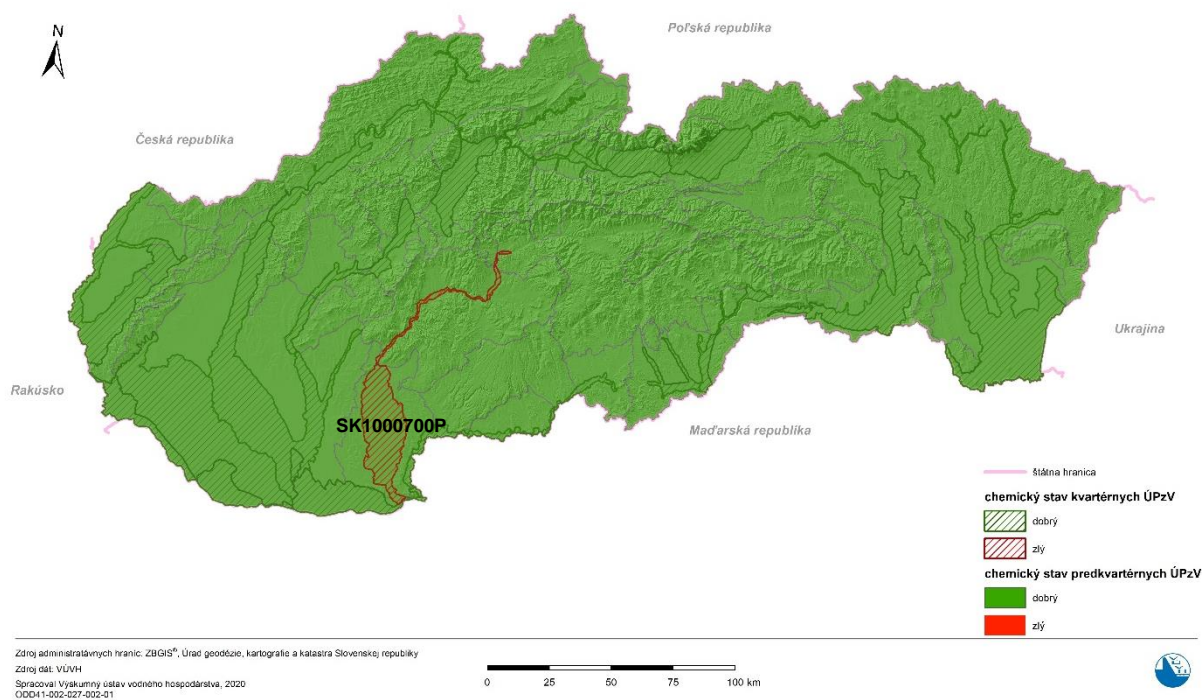 N
Poľská republika
Česká republika
Ukrajina
Rakúsko
SK1000700P
Maďarská republika
štátna hranica
chemický stav kvartérnych ÚPzV
dobrý
zlý
chemický stav predkvartérnych ÚPzV
dobrý
zlý
Zdroj administratávnych hraníc: ZBGIS®, Úrad geodézie, kartografie a katastra Slovenskej republiky
Zdroj dát: VÚVH
Spracoval Výskumný ústav vodného hospodárstva, 2020
ODD41-002-027-002-01
0 25 50 75 100 km